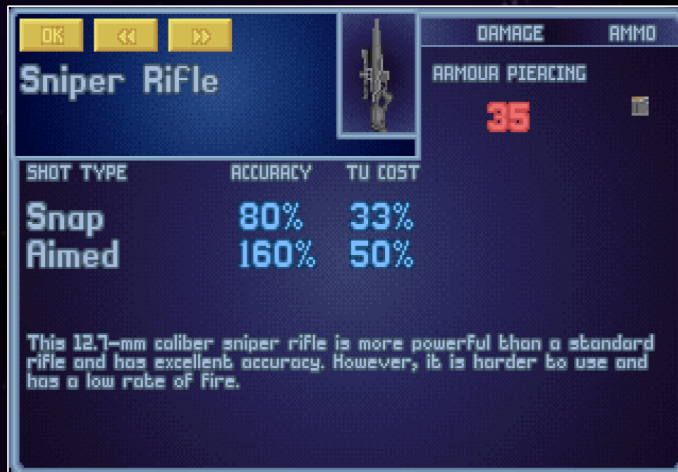 OK << >>
DAMAGE AMMO
Sniper Rifle
ARMOUR PIERCING
35
SHOT TYPE ACCURACY TU COST
Snap 80% 33%
Aimed 160% 50%
This 12.7-mm caliber sniper rifle is more powerful than a standard
rifle and has excellent accuracy. However, it is harder to use and
has a low rate of fire.